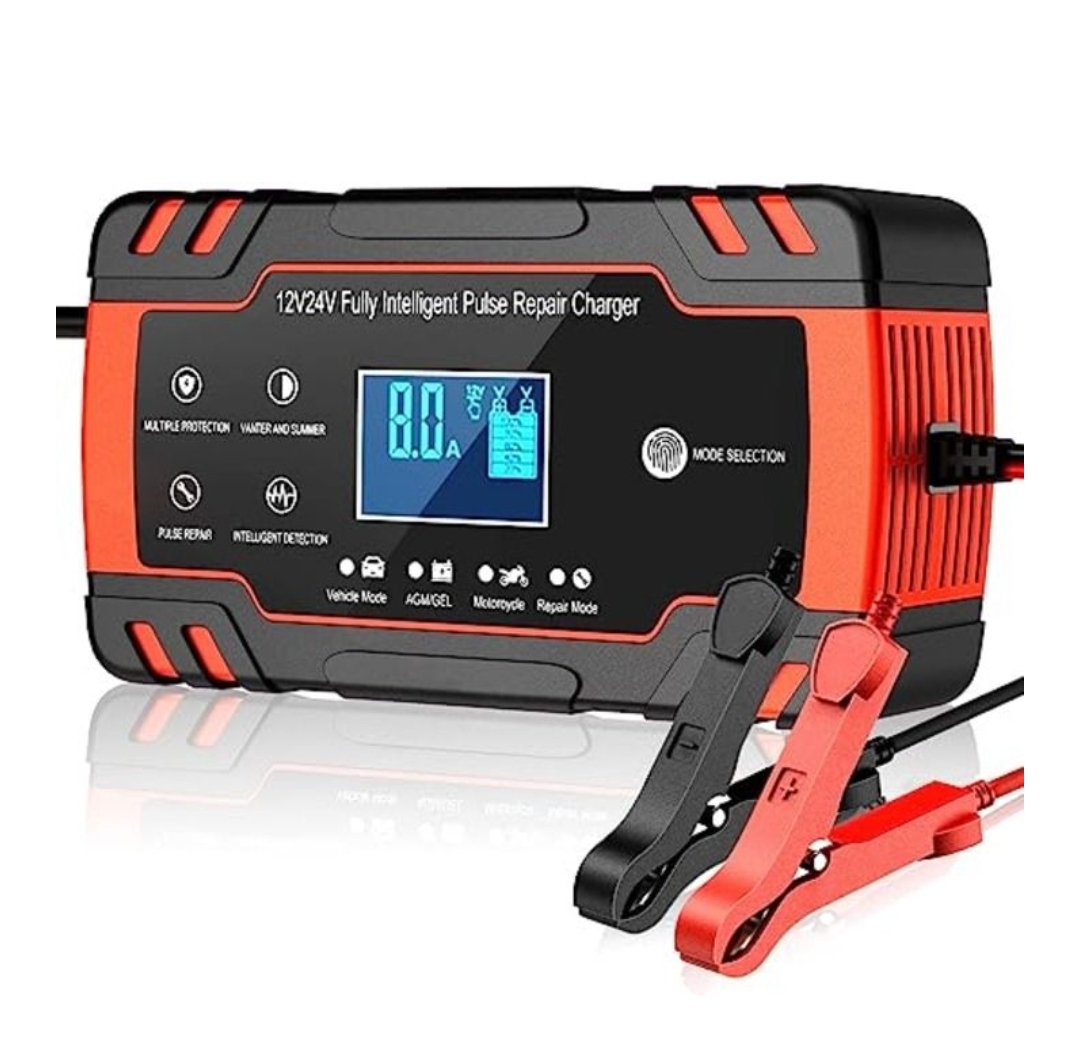 12V24V Fully Intelligent Pulse Repair Charger
MULTIPLE PROTECTION
VANTER AND SUMMER
8.0A
12V
MODE SELECTION
PULSE REPAIR
INTELLIGENT DETECTION
Vehicle Mode
AGM/GEL
Motorcycle
Repair Mode